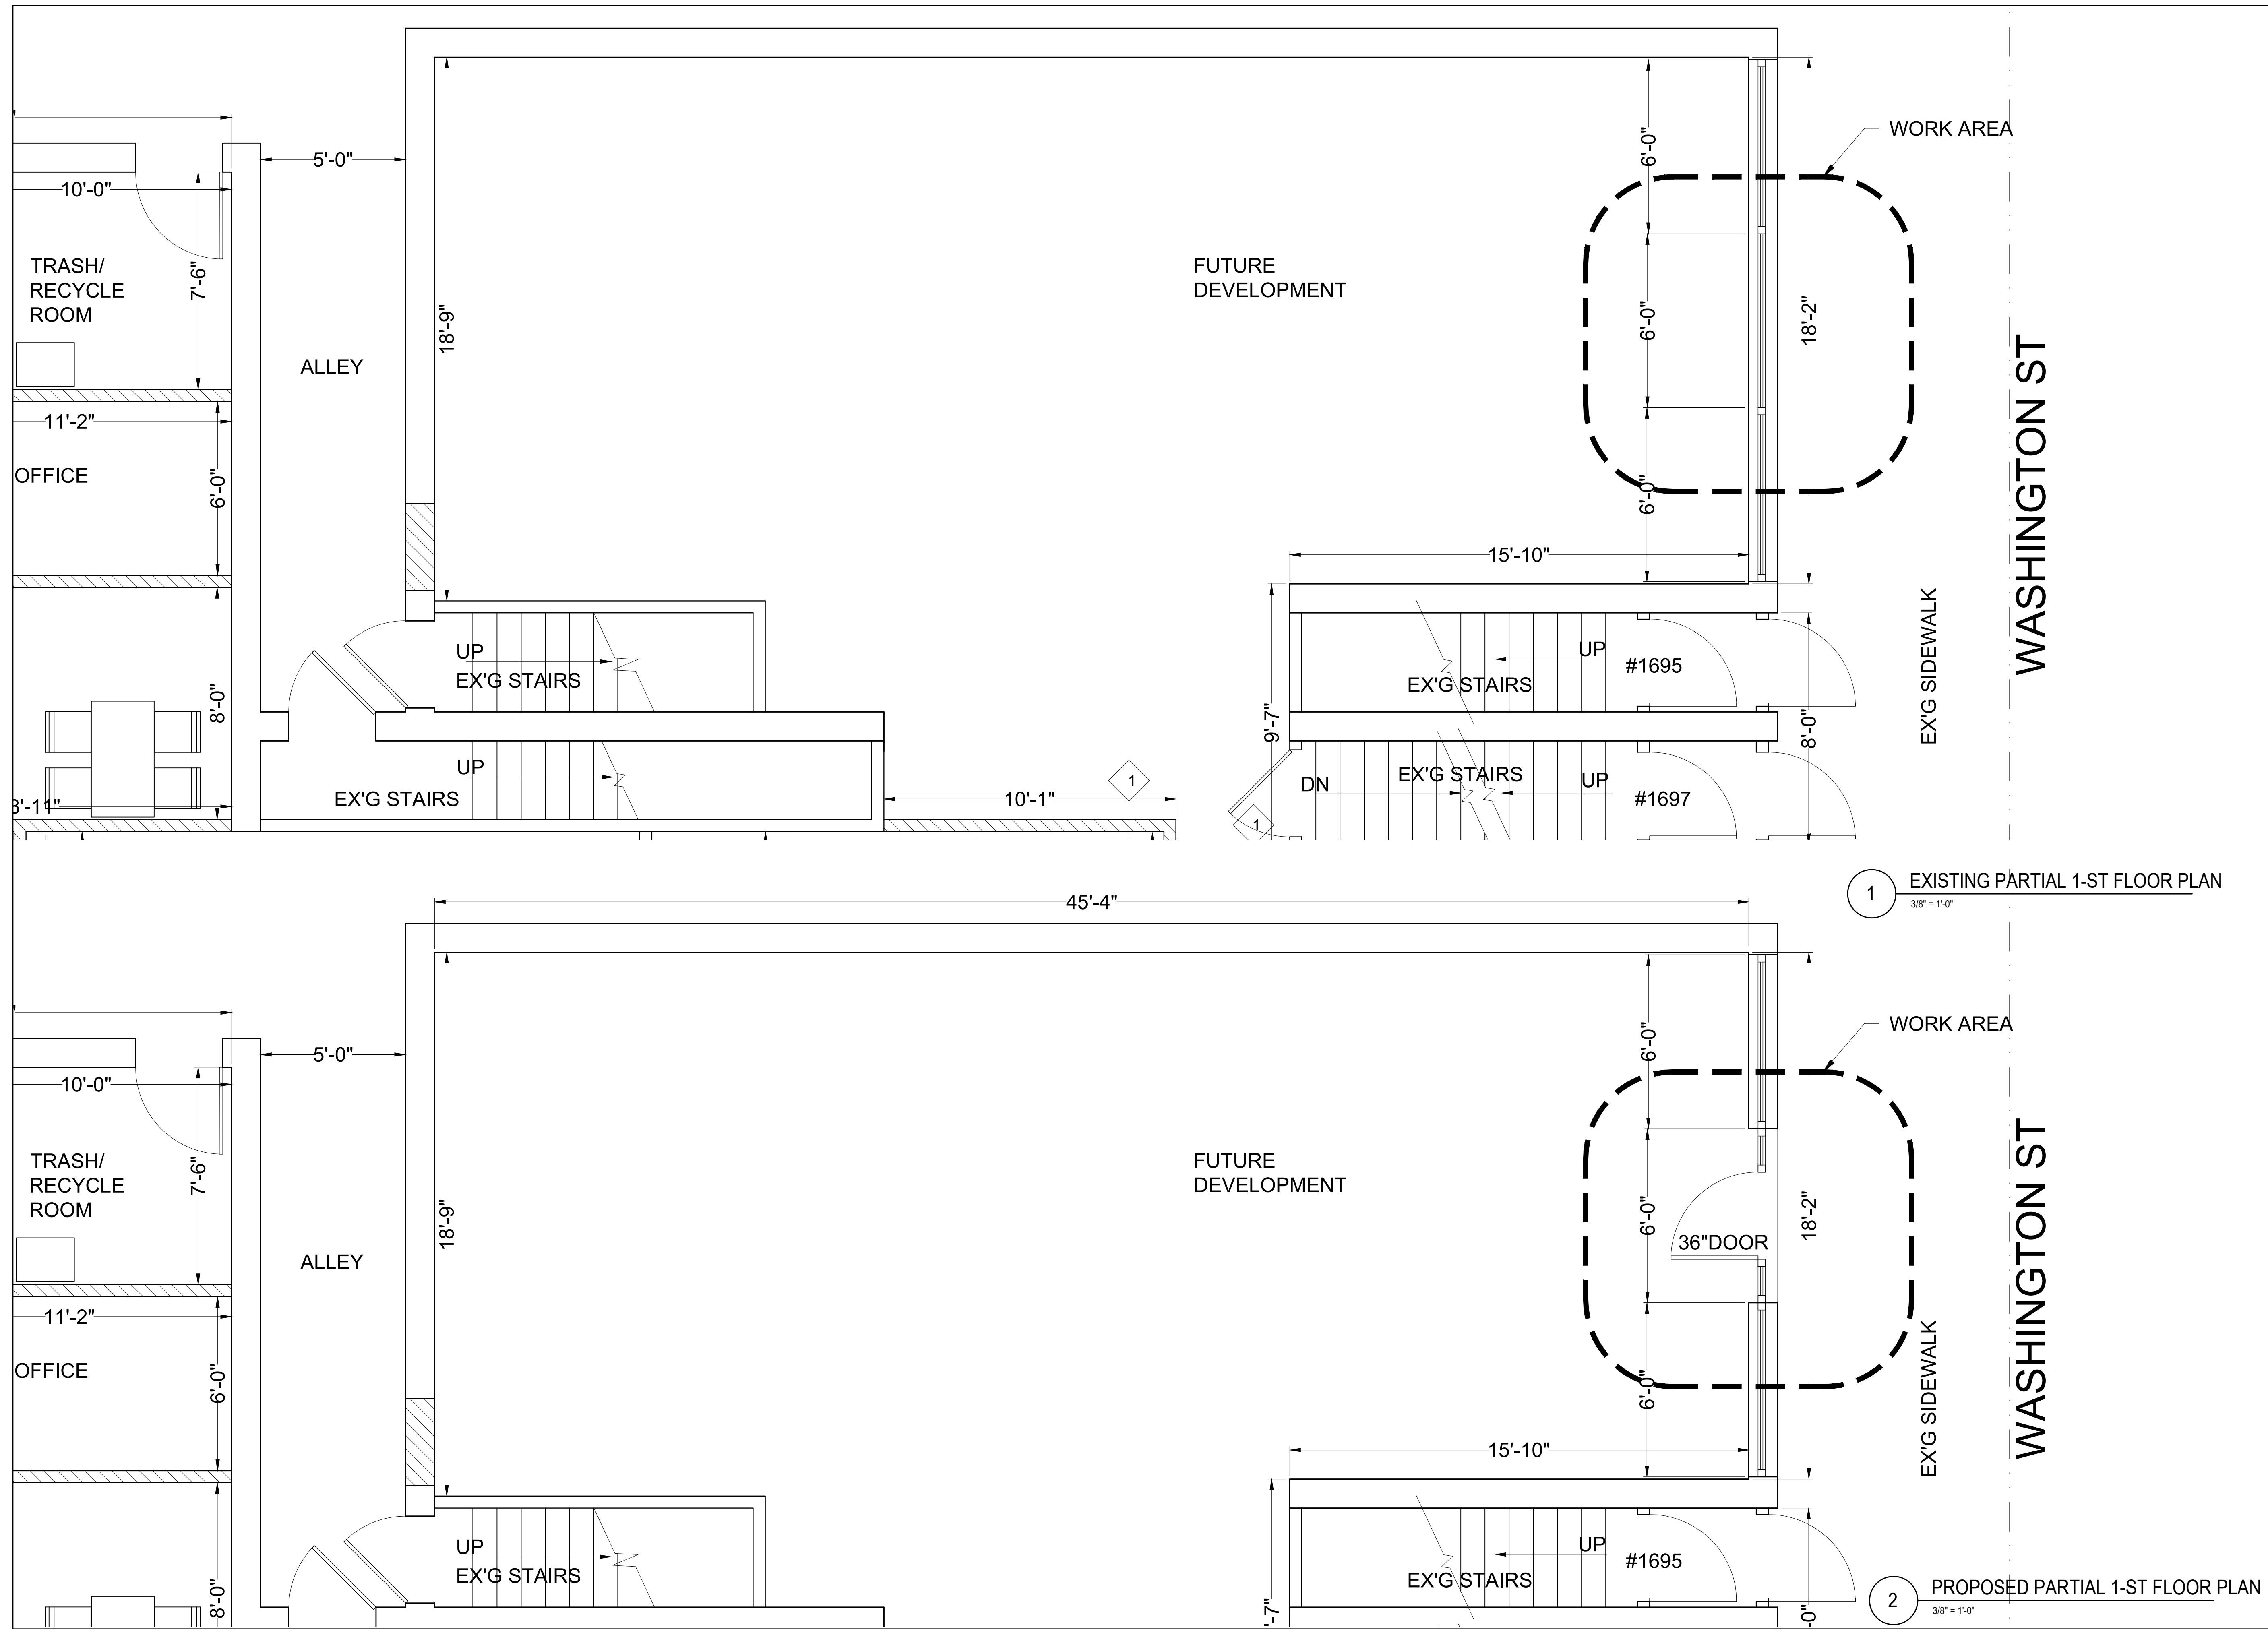 WORK AREA
5'-0"
6'-0"
10'-0"
TRASH/
RECYCLE
ROOM
7'-6"
FUTURE
DEVELOPMENT
18'-9"
6'-0"
18'-2"
ALLEY
11'-2"
OFFICE
6'-0"
6'-0"
WASHINGTON ST
15'-10"
EX'G SIDEWALK
UP
EX'G STAIRS
UP
#1695
EX'G STAIRS
8'-0"
9'-7"
8'-0"
UP
EX'G STAIRS
10'-1"
1
1
DN
EX'G STAIRS
UP
#1697
1
EXISTING PARTIAL 1-ST FLOOR PLAN
3/8" = 1'-0"
45'-4"
WORK AREA
5'-0"
6'-0"
10'-0"
TRASH/
RECYCLE
ROOM
7'-6"
FUTURE
DEVELOPMENT
18'-9"
6'-0"
18'-2"
36"DOOR
ALLEY
11'-2"
OFFICE
6'-0"
6'-0"
WASHINGTON ST
15'-10"
EX'G SIDEWALK
UP
EX'G STAIRS
UP
#1695
EX'G STAIRS
8'-0"
2
PROPOSED PARTIAL 1-ST FLOOR PLAN
3/8" = 1'-0"